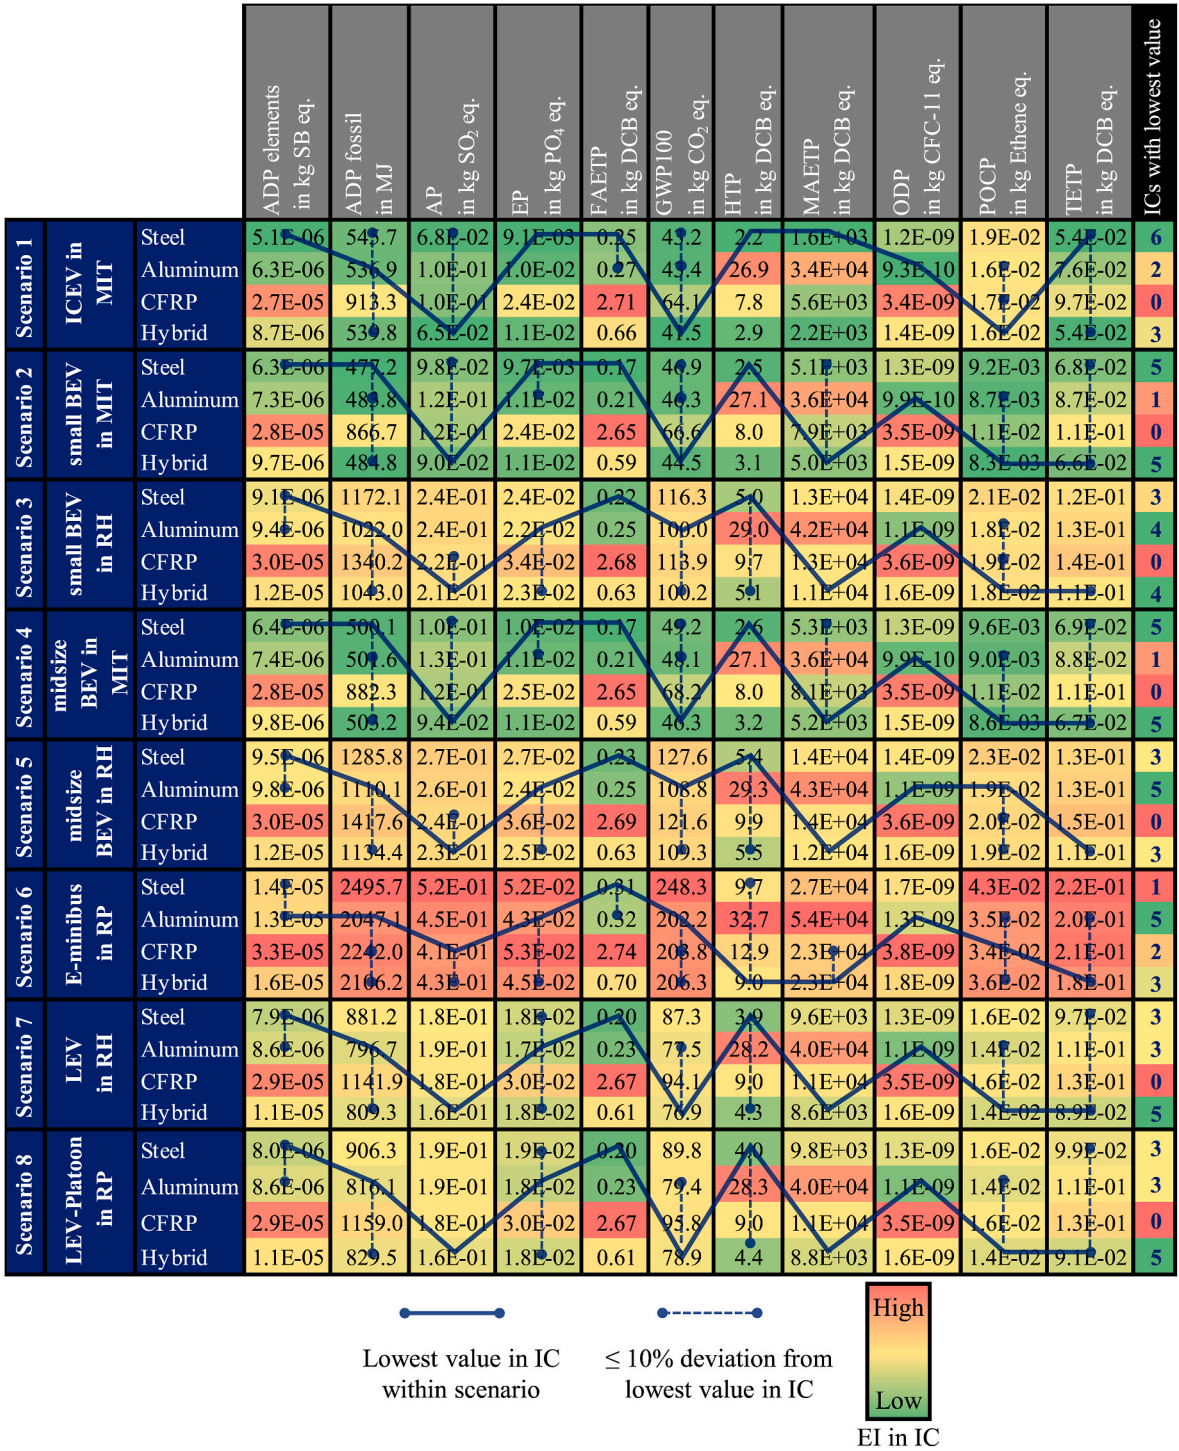 ADP elements in kg SB eq.
ADP fossil in MJ
AP in kg SO₂ eq.
EP in kg PO₄ eq.
FAETP in kg DCB eq.
GWP100 in kg CO₂ eq.
HTP in kg DCB eq.
MAETP in kg DCB eq.
ODP in kg CFC-11 eq.
POCP in kg Ethene eq.
TETP in kg DCB eq.
ICs with lowest value
Scenario 1
ICEV in MIT
Steel 5.1E-06 545.7 6.8E-02 9.1E-03 0.25 43.2 2.2 1.6E+03 1.2E-09 1.9E-02 5.4E-02 6
Aluminum 6.3E-06 536.9 1.0E-01 1.0E-02 0.27 43.4 26.9 3.4E+04 9.3E-10 1.6E-02 7.6E-02 2
CFRP 2.7E-05 913.3 1.0E-01 2.4E-02 2.71 64.1 7.8 5.6E+03 3.4E-09 1.7E-02 9.7E-02 0
Hybrid 8.7E-06 539.8 6.5E-02 1.1E-02 0.66 41.5 2.9 2.2E+03 1.4E-09 1.6E-02 5.4E-02 3
Scenario 2
small BEV in MIT
Steel 6.3E-06 477.2 9.8E-02 9.7E-03 0.17 46.9 2.5 5.1E+03 1.3E-09 9.2E-03 6.8E-02 5
Aluminum 7.3E-06 483.8 1.2E-01 1.1E-02 0.21 46.3 27.1 3.6E+04 9.9E-10 8.7E-03 8.7E-02 1
CFRP 2.8E-05 866.7 1.2E-01 2.4E-02 2.65 66.6 8.0 7.9E+03 3.5E-09 1.1E-02 1.1E-01 0
Hybrid 9.7E-06 484.8 9.0E-02 1.1E-02 0.59 44.5 3.1 5.0E+03 1.5E-09 8.3E-03 6.6E-02 5
Scenario 3
small BEV in RH
Steel 9.1E-06 1172.1 2.4E-01 2.4E-02 0.22 116.3 5.0 1.3E+04 1.4E-09 2.1E-02 1.2E-01 3
Aluminum 9.4E-06 1022.0 2.4E-01 2.2E-02 0.25 100.0 29.0 4.2E+04 1.1E-09 1.8E-02 1.3E-01 4
CFRP 3.0E-05 1340.2 2.2E-01 3.4E-02 2.68 113.9 9.7 1.3E+04 3.6E-09 1.9E-02 1.4E-01 0
Hybrid 1.2E-05 1043.0 2.1E-01 2.3E-02 0.63 100.2 5.1 1.1E+04 1.6E-09 1.8E-02 1.1E-01 4
Scenario 4
midsize BEV in MIT
Steel 6.4E-06 500.1 1.0E-01 1.0E-02 0.17 49.2 2.6 5.3E+03 1.3E-09 9.6E-03 6.9E-02 5
Aluminum 7.4E-06 501.6 1.3E-01 1.1E-02 0.21 48.1 27.1 3.6E+04 9.9E-10 9.0E-03 8.8E-02 1
CFRP 2.8E-05 882.3 1.2E-01 2.5E-02 2.65 68.2 8.0 8.1E+03 3.5E-09 1.1E-02 1.1E-01 0
Hybrid 9.8E-06 503.2 9.4E-02 1.1E-02 0.59 46.3 3.2 5.2E+03 1.5E-09 8.6E-03 6.7E-02 5
Scenario 5
midsize BEV in RH
Steel 9.5E-06 1285.8 2.7E-01 2.7E-02 0.23 127.6 5.4 1.4E+04 1.4E-09 2.3E-02 1.3E-01 3
Aluminum 9.8E-06 1110.1 2.6E-01 2.4E-02 0.25 108.8 29.3 4.3E+04 1.1E-09 1.9E-02 1.3E-01 5
CFRP 3.0E-05 1417.6 2.4E-01 3.6E-02 2.69 121.6 9.9 1.4E+04 3.6E-09 2.0E-02 1.5E-01 0
Hybrid 1.2E-05 1134.4 2.3E-01 2.5E-02 0.63 109.3 5.5 1.2E+04 1.6E-09 1.9E-02 1.1E-01 3
Scenario 6
E-minibus in RP
Steel 1.4E-05 2495.7 5.2E-01 5.2E-02 0.31 248.3 9.7 2.7E+04 1.7E-09 4.3E-02 2.2E-01 1
Aluminum 1.3E-05 2047.1 4.5E-01 4.3E-02 0.32 202.2 32.7 5.4E+04 1.3E-09 3.5E-02 2.0E-01 5
CFRP 3.3E-05 2242.0 4.1E-01 5.3E-02 2.74 203.8 12.9 2.3E+04 3.8E-09 3.4E-02 2.1E-01 2
Hybrid 1.6E-05 2106.2 4.3E-01 4.5E-02 0.70 206.3 9.0 2.3E+04 1.8E-09 3.6E-02 1.8E-01 3
Scenario 7
LEV in RH
Steel 7.9E-06 881.2 1.8E-01 1.8E-02 0.20 87.3 3.9 9.6E+03 1.3E-09 1.6E-02 9.7E-02 3
Aluminum 8.6E-06 796.7 1.9E-01 1.7E-02 0.23 77.5 28.2 4.0E+04 1.1E-09 1.4E-02 1.1E-01 3
CFRP 2.9E-05 1141.9 1.8E-01 3.0E-02 2.67 94.1 9.0 1.1E+04 3.5E-09 1.6E-02 1.3E-01 0
Hybrid 1.1E-05 809.3 1.6E-01 1.8E-02 0.61 76.9 4.3 8.6E+03 1.6E-09 1.4E-02 8.9E-02 5
Scenario 8
LEV-Platoon in RP
Steel 8.0E-06 906.3 1.9E-01 1.9E-02 0.20 89.8 4.0 9.8E+03 1.3E-09 1.6E-02 9.9E-02 3
Aluminum 8.6E-06 816.1 1.9E-01 1.8E-02 0.23 79.4 28.3 4.0E+04 1.1E-09 1.4E-02 1.1E-01 3
CFRP 2.9E-05 1159.0 1.8E-01 3.0E-02 2.67 95.8 9.0 1.1E+04 3.5E-09 1.6E-02 1.3E-01 0
Hybrid 1.1E-05 829.5 1.6E-01 1.8E-02 0.61 78.9 4.4 8.8E+03 1.6E-09 1.4E-02 9.1E-02 5
Lowest value in IC
within scenario
≤ 10% deviation from
lowest value in IC
High
Low
EI in IC